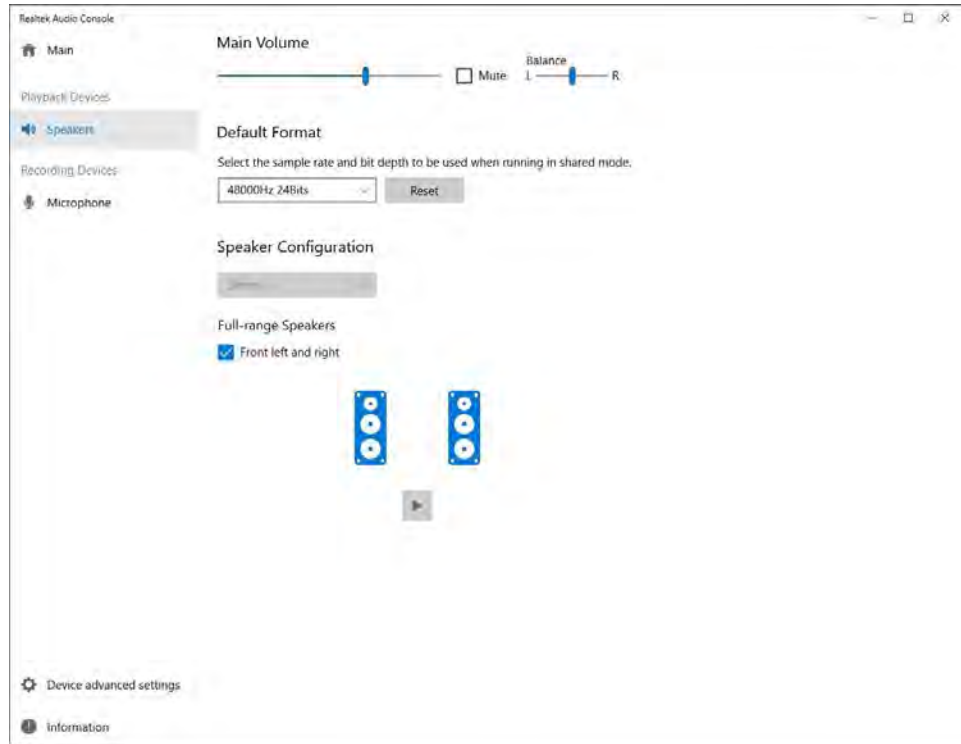 Realtek Audio Console
Main
Playback Devices
Speakers
Recording Devices
Microphone
Main Volume
Mute
Balance
L
R
Default Format
Select the sample rate and bit depth to be used when running in shared mode.
48000Hz 24Bits
Reset
Speaker Configuration
Full-range Speakers
Front left and right
Device advanced settings
Information